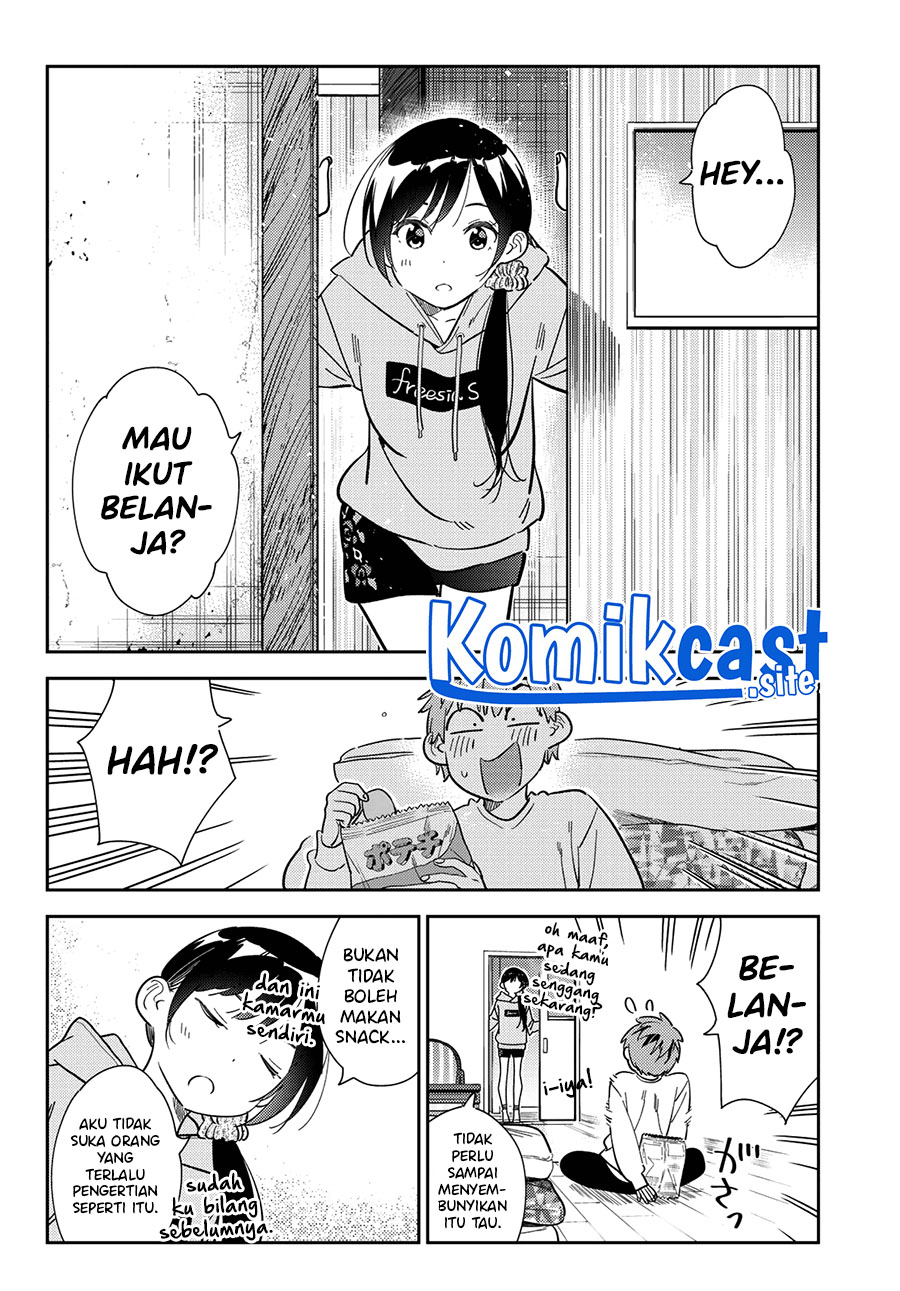 HEY...
freesia.S
MAU
IKUT
BELAN-
JA?
Komikcast
.site
HAH!?
ポテチ
BE-
LAN-
JA!?
oh maaf,
apa kamu
sedang
senggang
sekarang?
i-iya!
TIDAK
PERLU
SAMPAI
MENYEM-
BUNYIKAN
ITU TAU.
ガサッ
BUKAN
TIDAK
BOLEH
MAKAN
SNACK...
dan ini
kamarmu
sendiri.
AKU TIDAK
SUKA ORANG
YANG
TERLALU
PENGERTIAN
SEPERTI ITU.
sudah
ku bilang
sebelumnya.